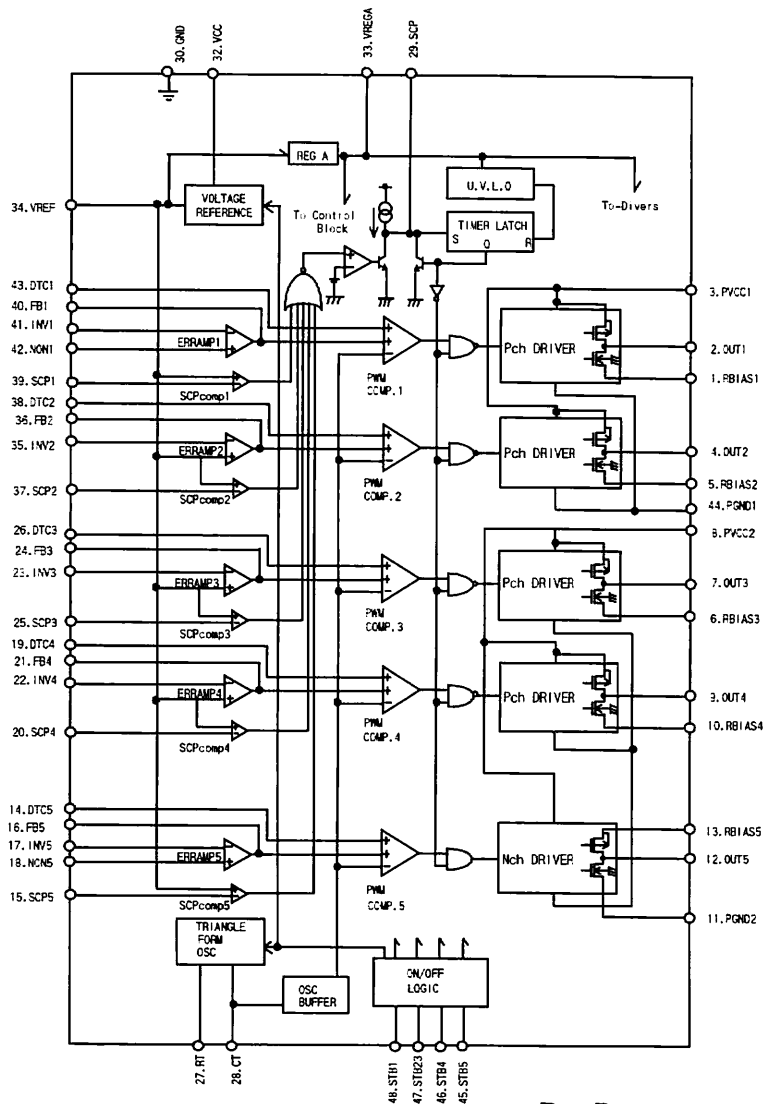 30.GND
32.VCC
33.VREGA
29.SCP
REG A
U.V.L.O
VOLTAGE
REFERENCE
34.VREF
To Control
Block
To-Divers
TIMER LATCH
S
Q
R
43.DTC1
40.FB1
41.INV1
42.NON1
39.SCP1
38.DTC2
36.FB2
35.INV2
37.SCP2
26.DTC3
24.FB3
23.INV3
25.SCP3
19.DTC4
21.FB4
22.INV4
20.SCP4
14.DTC5
16.FB5
17.INV5
18.NON5
15.SCP5
ERRAMP1
SCPcomp1
ERRAMP2
SCPcomp2
ERRAMP3
SCPcomp3
ERRAMP4
SCPcomp4
ERRAMP5
SCPcomp5
PWM
COMP.1
PWM
COMP.2
PWM
COMP.3
PWM
COMP.4
PWM
COMP.5
Pch DRIVER
Pch DRIVER
Pch DRIVER
Pch DRIVER
Nch DRIVER
3.PVCC1
2.OUT1
1.RBIAS1
4.OUT2
5.RBIAS2
44.PGND1
8.PVCC2
7.OUT3
6.RBIAS3
9.OUT4
10.RBIAS4
13.RBIAS5
12.OUT5
11.PGND2
TRIANGLE
FORM
OSC
OSC
BUFFER
ON/OFF
LOGIC
27.RT
28.CT
48.STB1
47.STB23
46.STB4
45.STB5